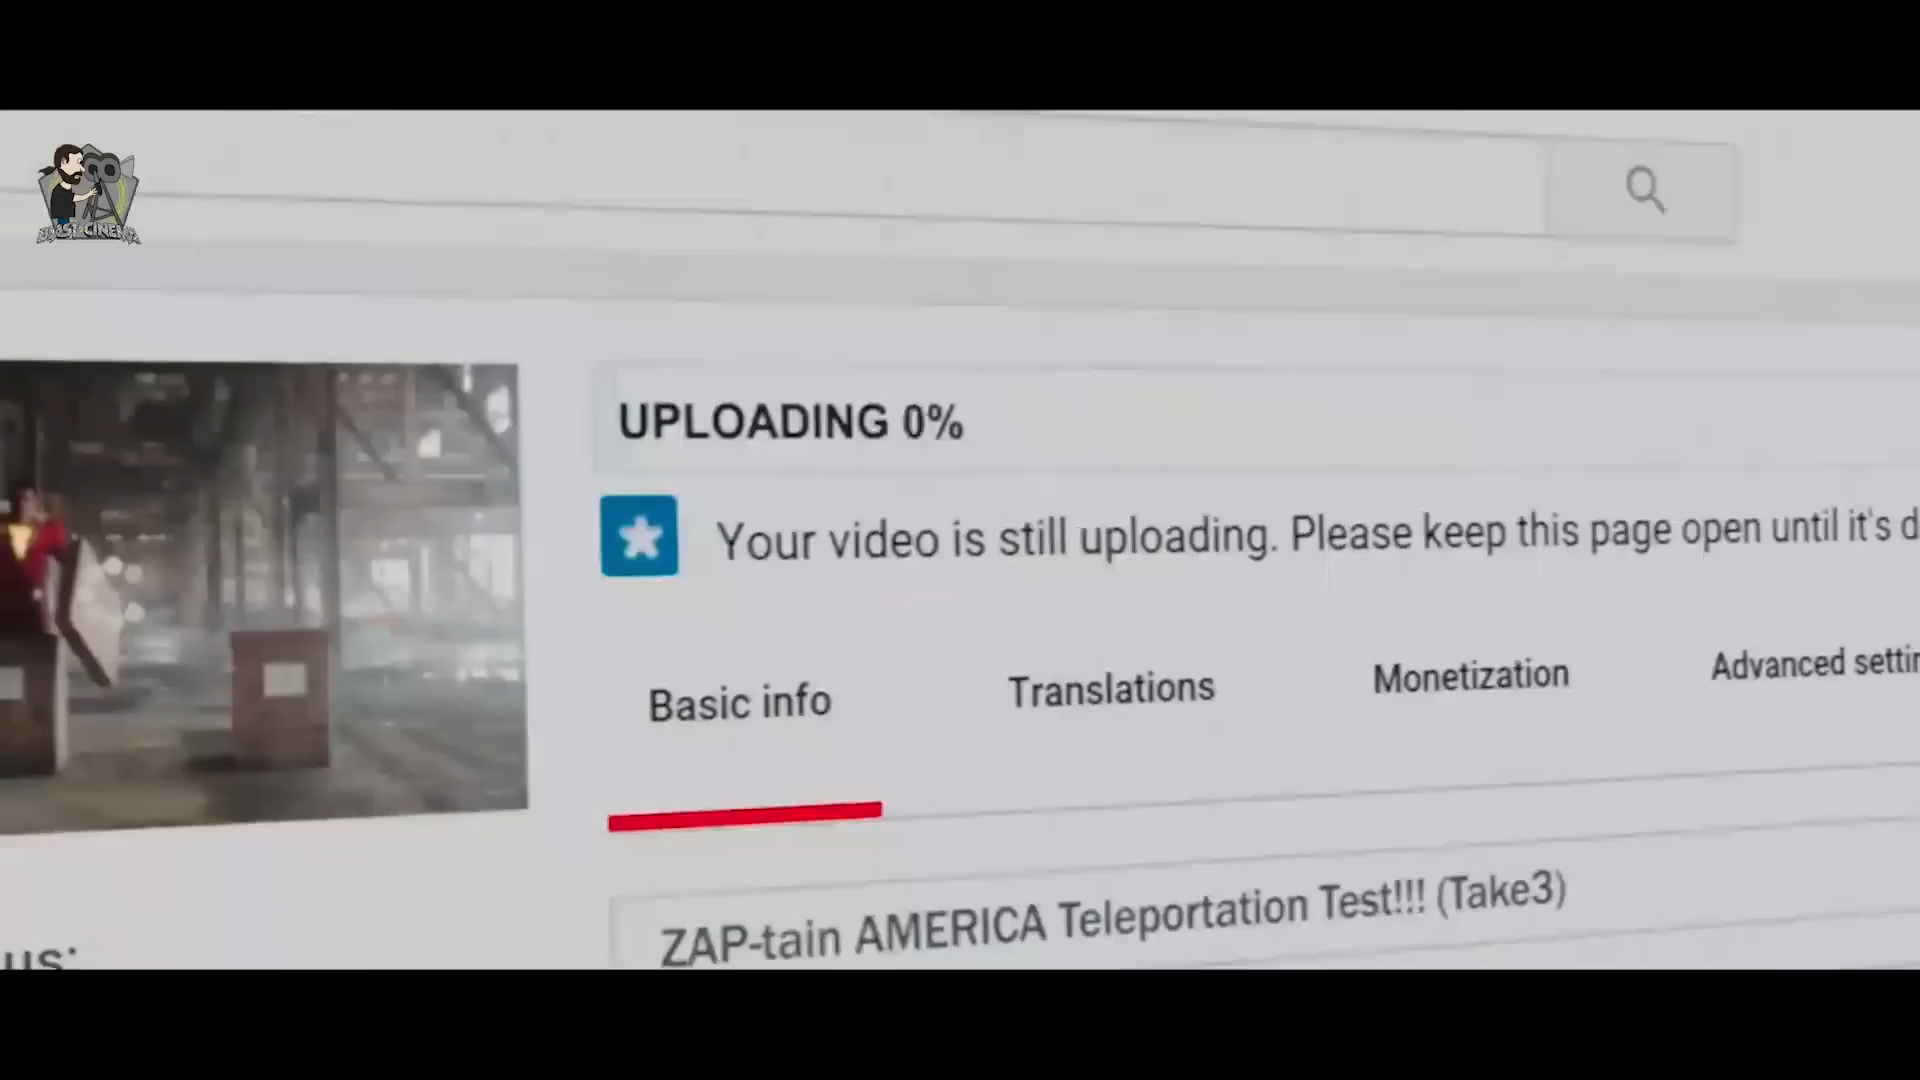 UPLOADING 0%
Your video is still uploading. Please keep this page open until it's d
Basic info
Translations
Monetization
Advanced settin
ZAP-tain AMERICA Teleportation Test!!! (Take3)
us: